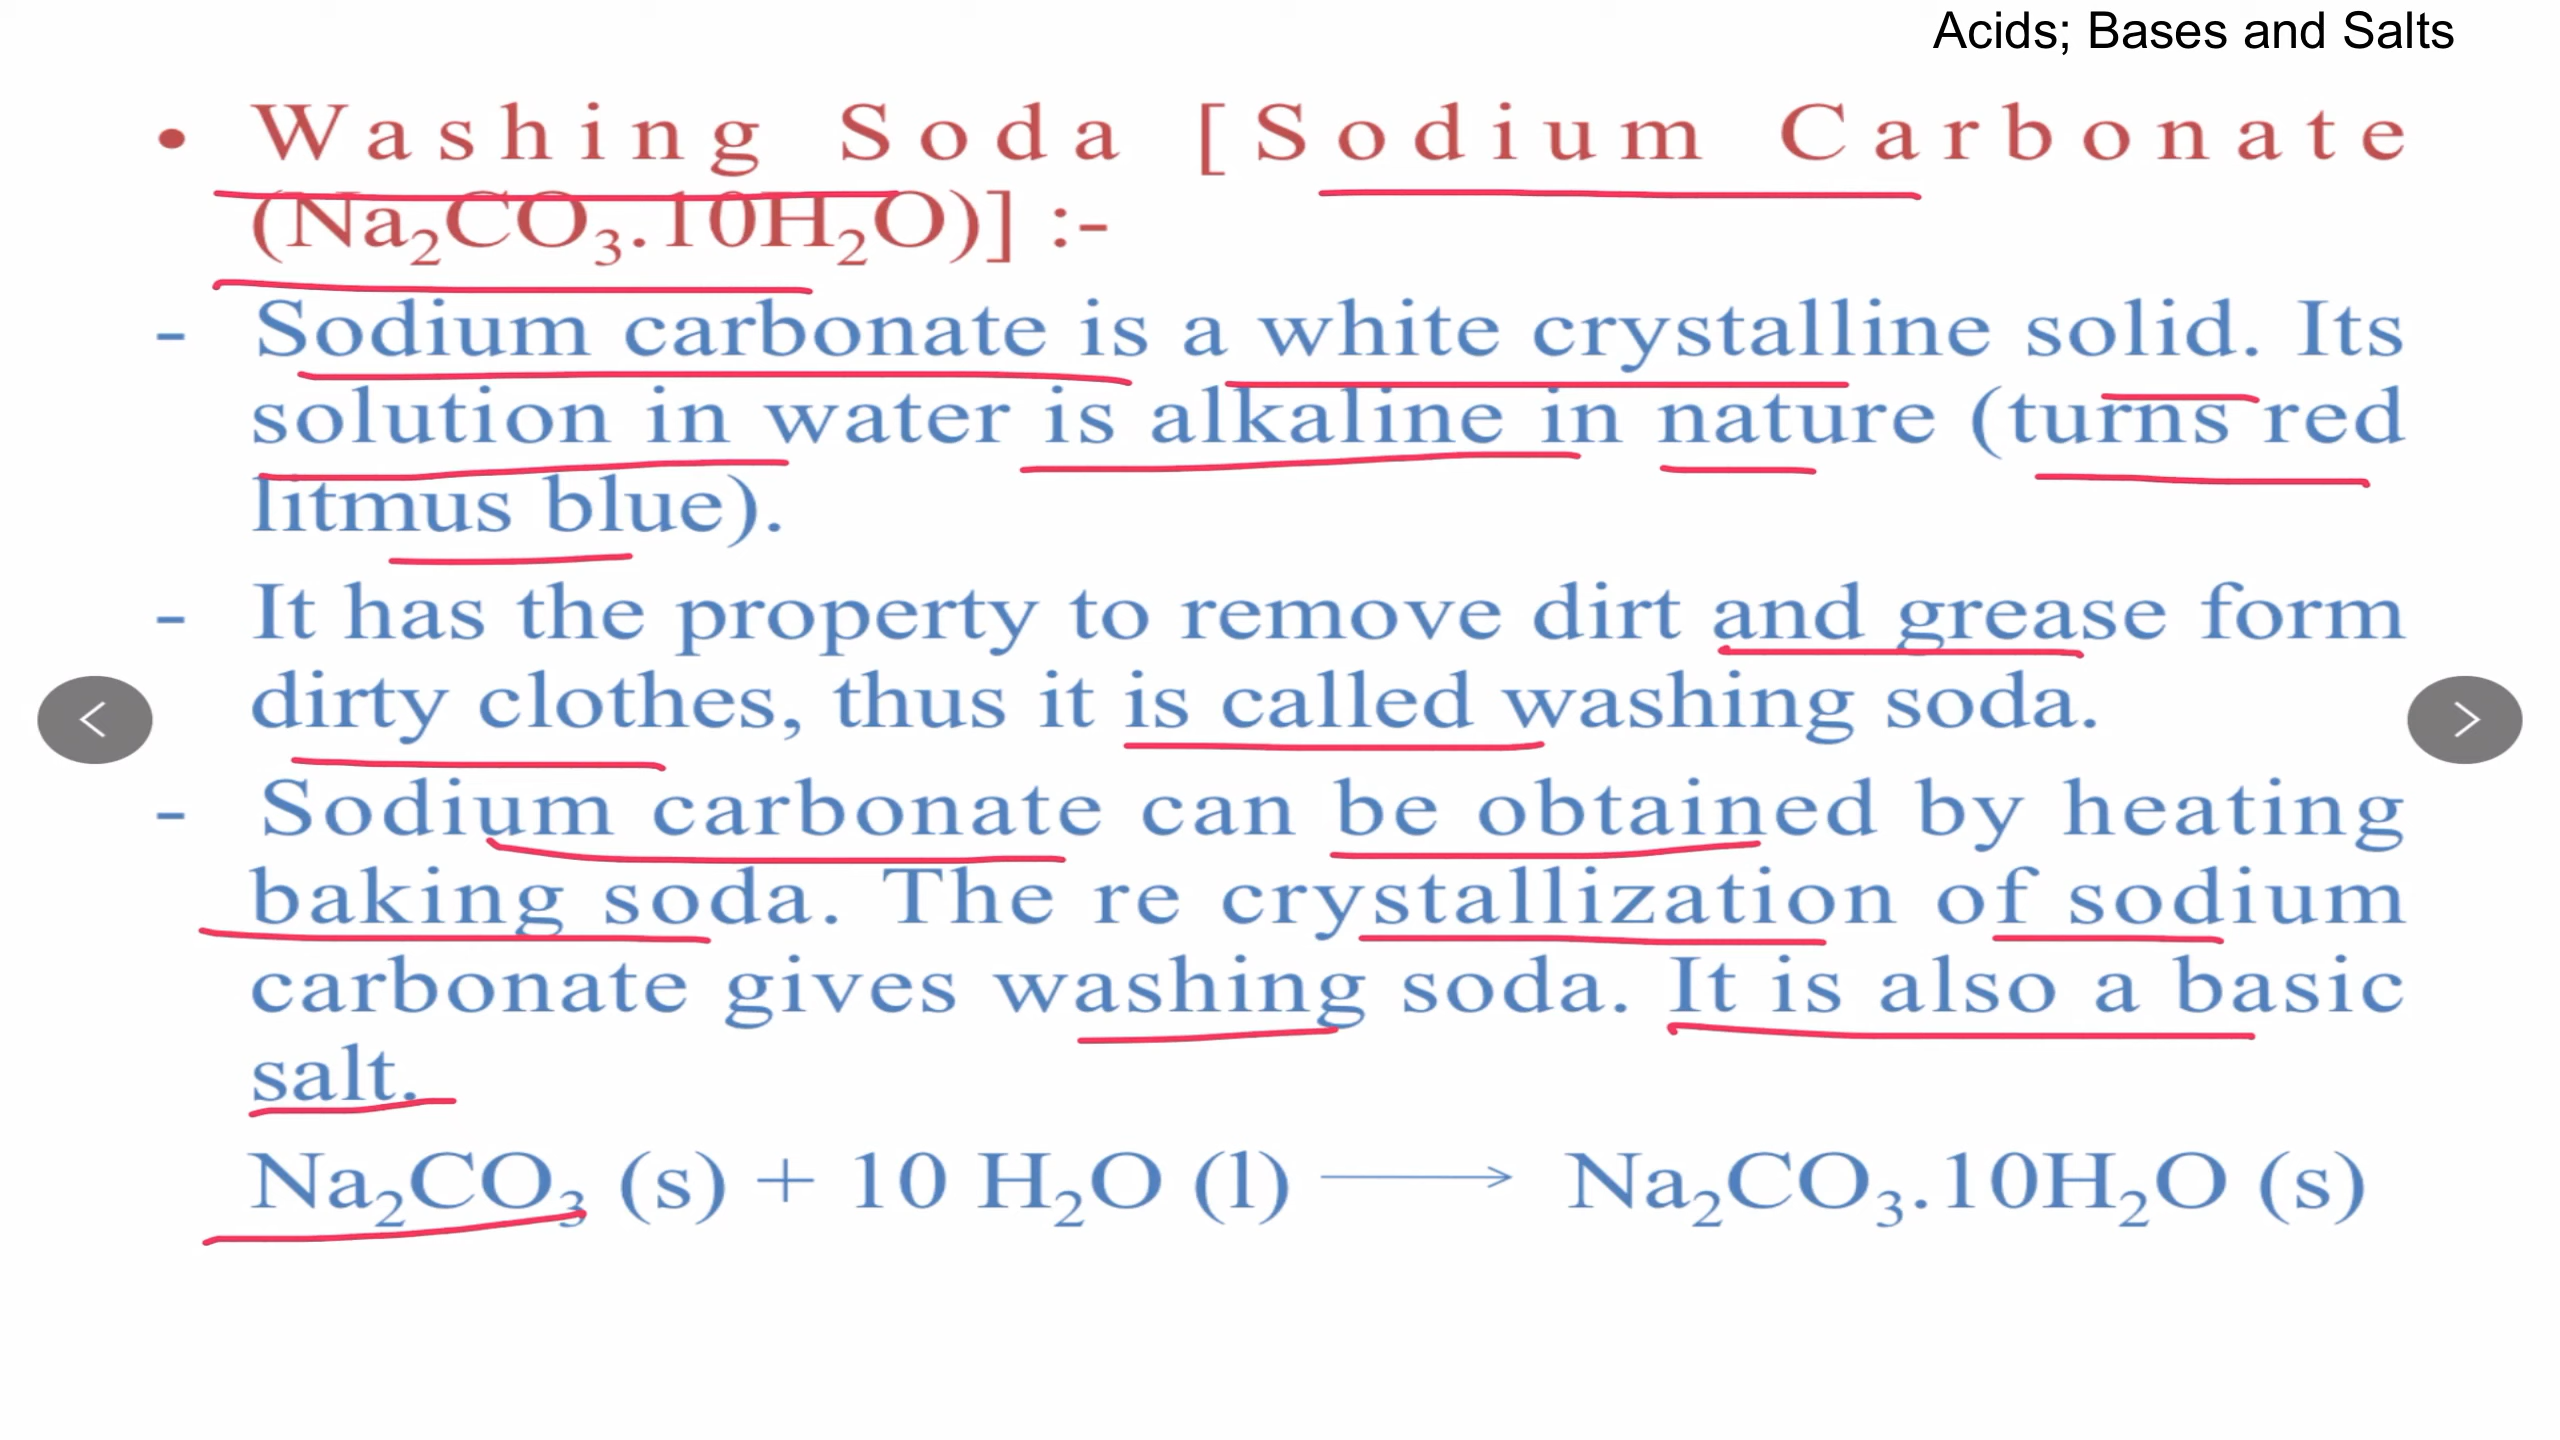 Acids; Bases and Salts
• Washing Soda [Sodium Carbonate
(Na₂CO₃.10H₂O)] :-
- Sodium carbonate is a white crystalline solid. Its
solution in water is alkaline in nature (turns red
litmus blue).
- It has the property to remove dirt and grease form
dirty clothes, thus it is called washing soda.
- Sodium carbonate can be obtained by heating
baking soda. The re crystallization of sodium
carbonate gives washing soda. It is also a basic
salt.
Na₂CO₃ (s) + 10 H₂O (l) ⟶ Na₂CO₃.10H₂O (s)